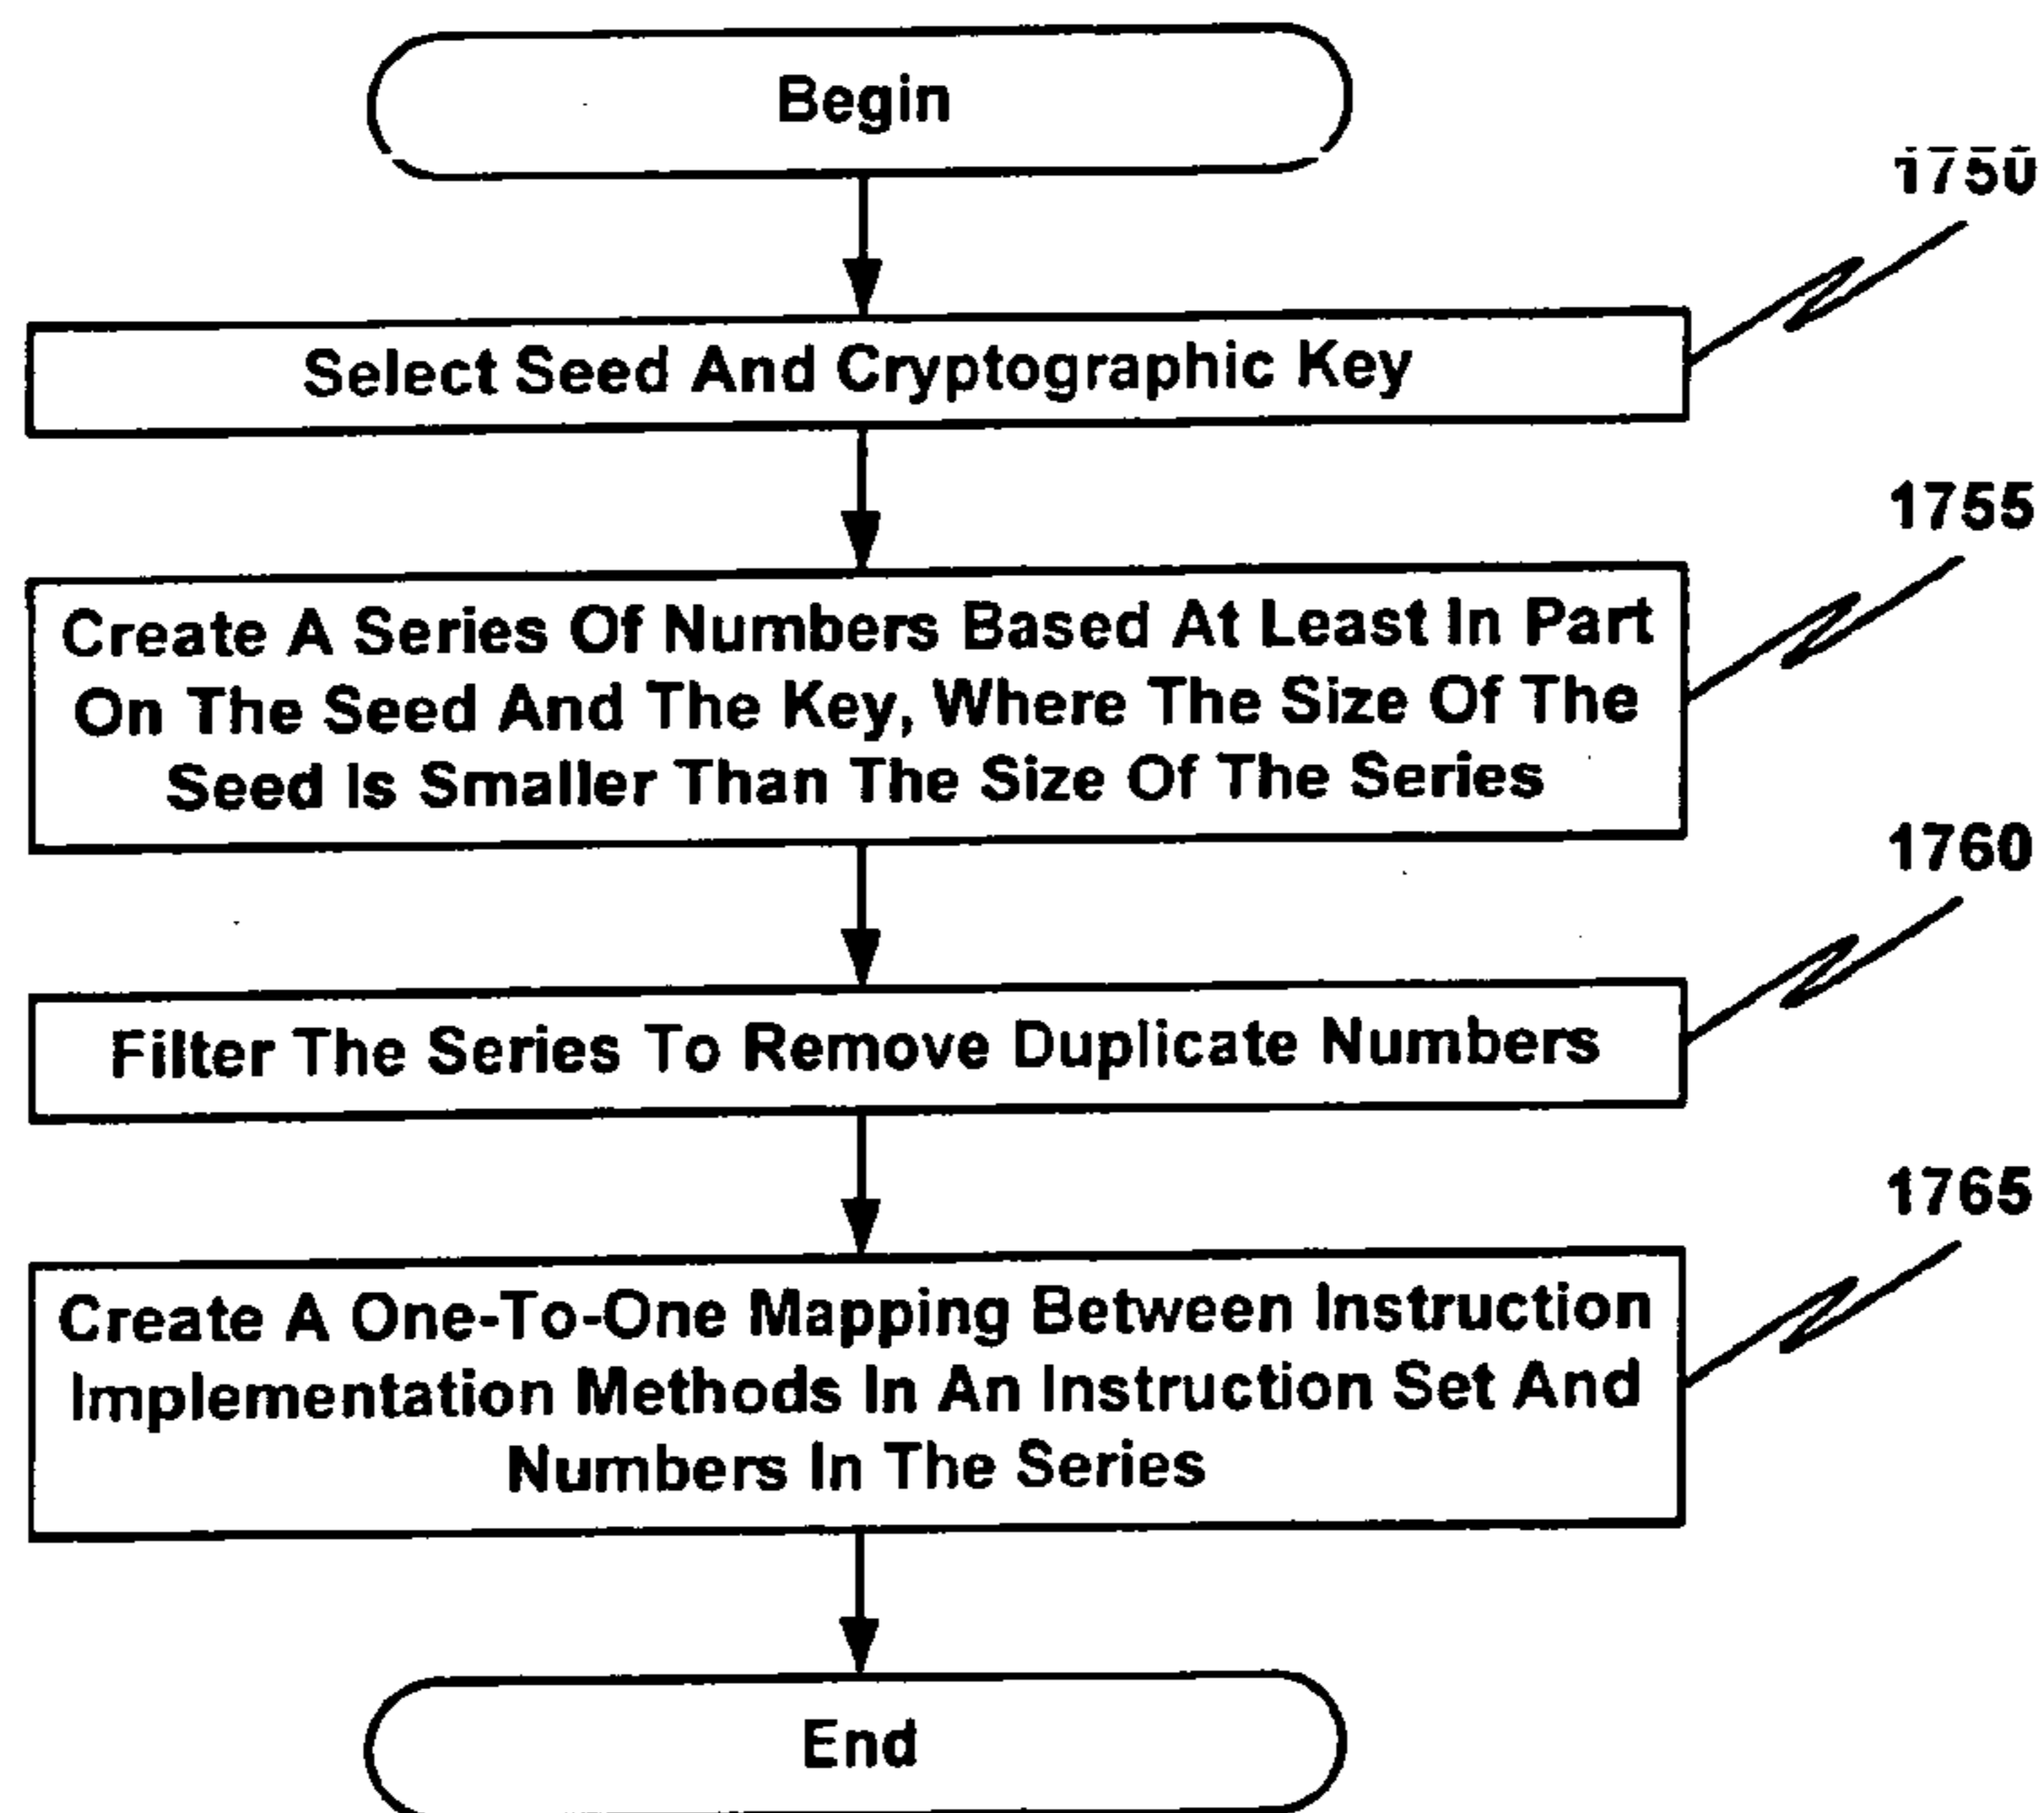 Begin
1750
Select Seed And Cryptographic Key
1755
Create A Series Of Numbers Based At Least In Part
On The Seed And The Key, Where The Size Of The
Seed Is Smaller Than The Size Of The Series
1760
Filter The Series To Remove Duplicate Numbers
1765
Create A One-To-One Mapping Between Instruction
Implementation Methods In An Instruction Set And
Numbers In The Series
End